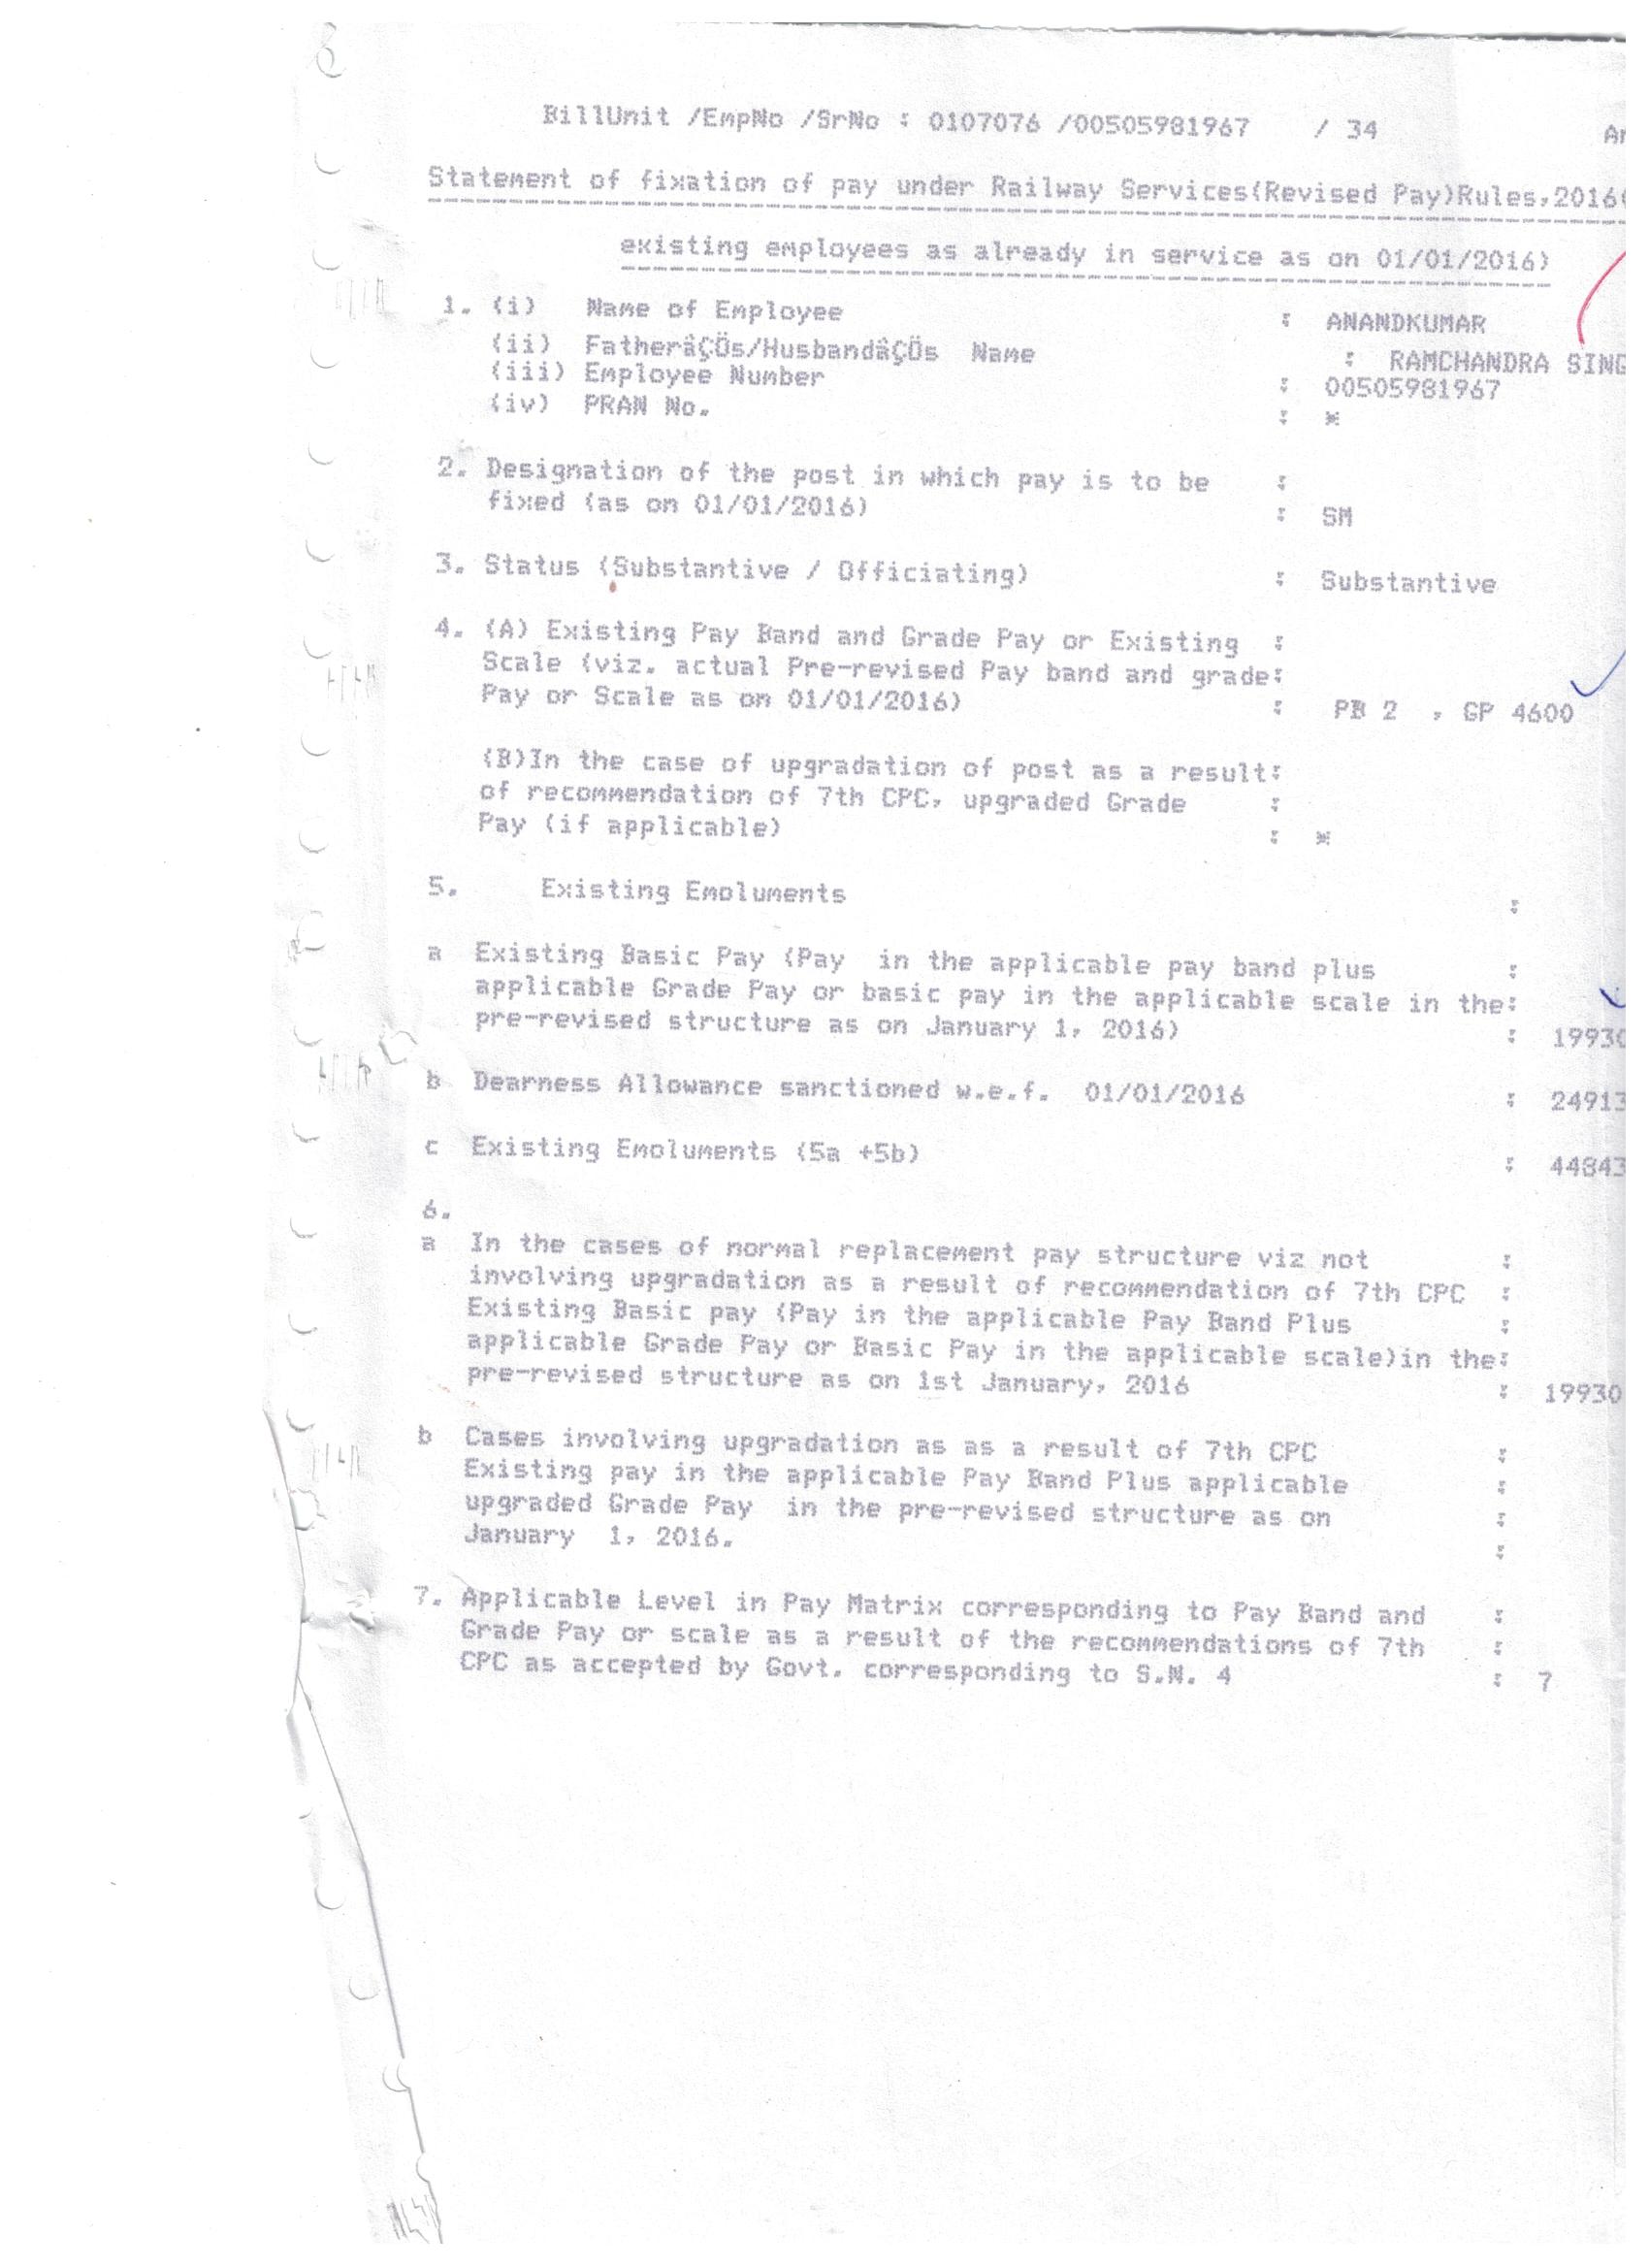 BillUnit /EmpNo /SrNo : 0107076 /00505981967 / 34
Statement of fixation of pay under Railway Services(Revised Pay)Rules,2016(
existing employees as already in service as on 01/01/2016)
1. (i) Name of Employee : ANANDKUMAR
(ii) FatherâÇÖs/HusbandâÇÖs Name : RAMCHANDRA SING
(iii) Employee Number : 00505981967
(iv) PRAN No. : *
2. Designation of the post in which pay is to be :
fixed (as on 01/01/2016) : SM
3. Status (Substantive / Officiating) : Substantive
4. (A) Existing Pay Band and Grade Pay or Existing :
Scale (viz. actual Pre-revised Pay band and grade:
Pay or Scale as on 01/01/2016) : PB 2 , GP 4600
(B)In the case of upgradation of post as a result:
of recommendation of 7th CPC, upgraded Grade :
Pay (if applicable) : *
5. Existing Emoluments :
a Existing Basic Pay (Pay in the applicable pay band plus :
applicable Grade Pay or basic pay in the applicable scale in the:
pre-revised structure as on January 1, 2016) : 19930
b Dearness Allowance sanctioned w.e.f. 01/01/2016 : 24913
c Existing Emoluments (5a +5b) : 44843
6.
a In the cases of normal replacement pay structure viz not :
involving upgradation as a result of recommendation of 7th CPC :
Existing Basic pay (Pay in the applicable Pay Band Plus :
applicable Grade Pay or Basic Pay in the applicable scale)in the:
pre-revised structure as on 1st January, 2016 : 19930
b Cases involving upgradation as as a result of 7th CPC :
Existing pay in the applicable Pay Band Plus applicable :
upgraded Grade Pay in the pre-revised structure as on :
January 1, 2016. :
7. Applicable Level in Pay Matrix corresponding to Pay Band and :
Grade Pay or scale as a result of the recommendations of 7th :
CPC as accepted by Govt. corresponding to S.N. 4 : 7